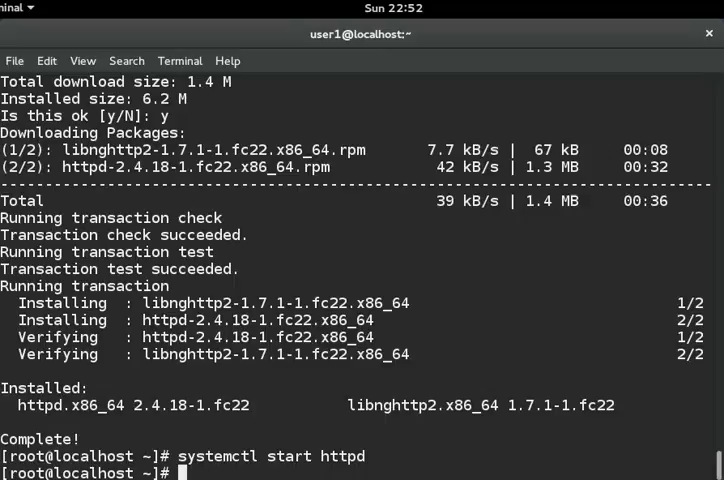 minal
Sun 22:52
user1@localhost:~
File Edit View Search Terminal Help
Total download size: 1.4 M
Installed size: 6.2 M
Is this ok [y/N]: y
Downloading Packages:
(1/2): libnghttp2-1.7.1-1.fc22.x86_64.rpm 7.7 kB/s | 67 kB 00:08
(2/2): httpd-2.4.18-1.fc22.x86_64.rpm 42 kB/s | 1.3 MB 00:32
--------------------------------------------------------------------------------
Total 39 kB/s | 1.4 MB 00:36
Running transaction check
Transaction check succeeded.
Running transaction test
Transaction test succeeded.
Running transaction
Installing : libnghttp2-1.7.1-1.fc22.x86_64 1/2
Installing : httpd-2.4.18-1.fc22.x86_64 2/2
Verifying : httpd-2.4.18-1.fc22.x86_64 1/2
Verifying : libnghttp2-1.7.1-1.fc22.x86_64 2/2
Installed:
httpd.x86_64 2.4.18-1.fc22 libnghttp2.x86_64 1.7.1-1.fc22
Complete!
[root@localhost ~]# systemctl start httpd
[root@localhost ~]#